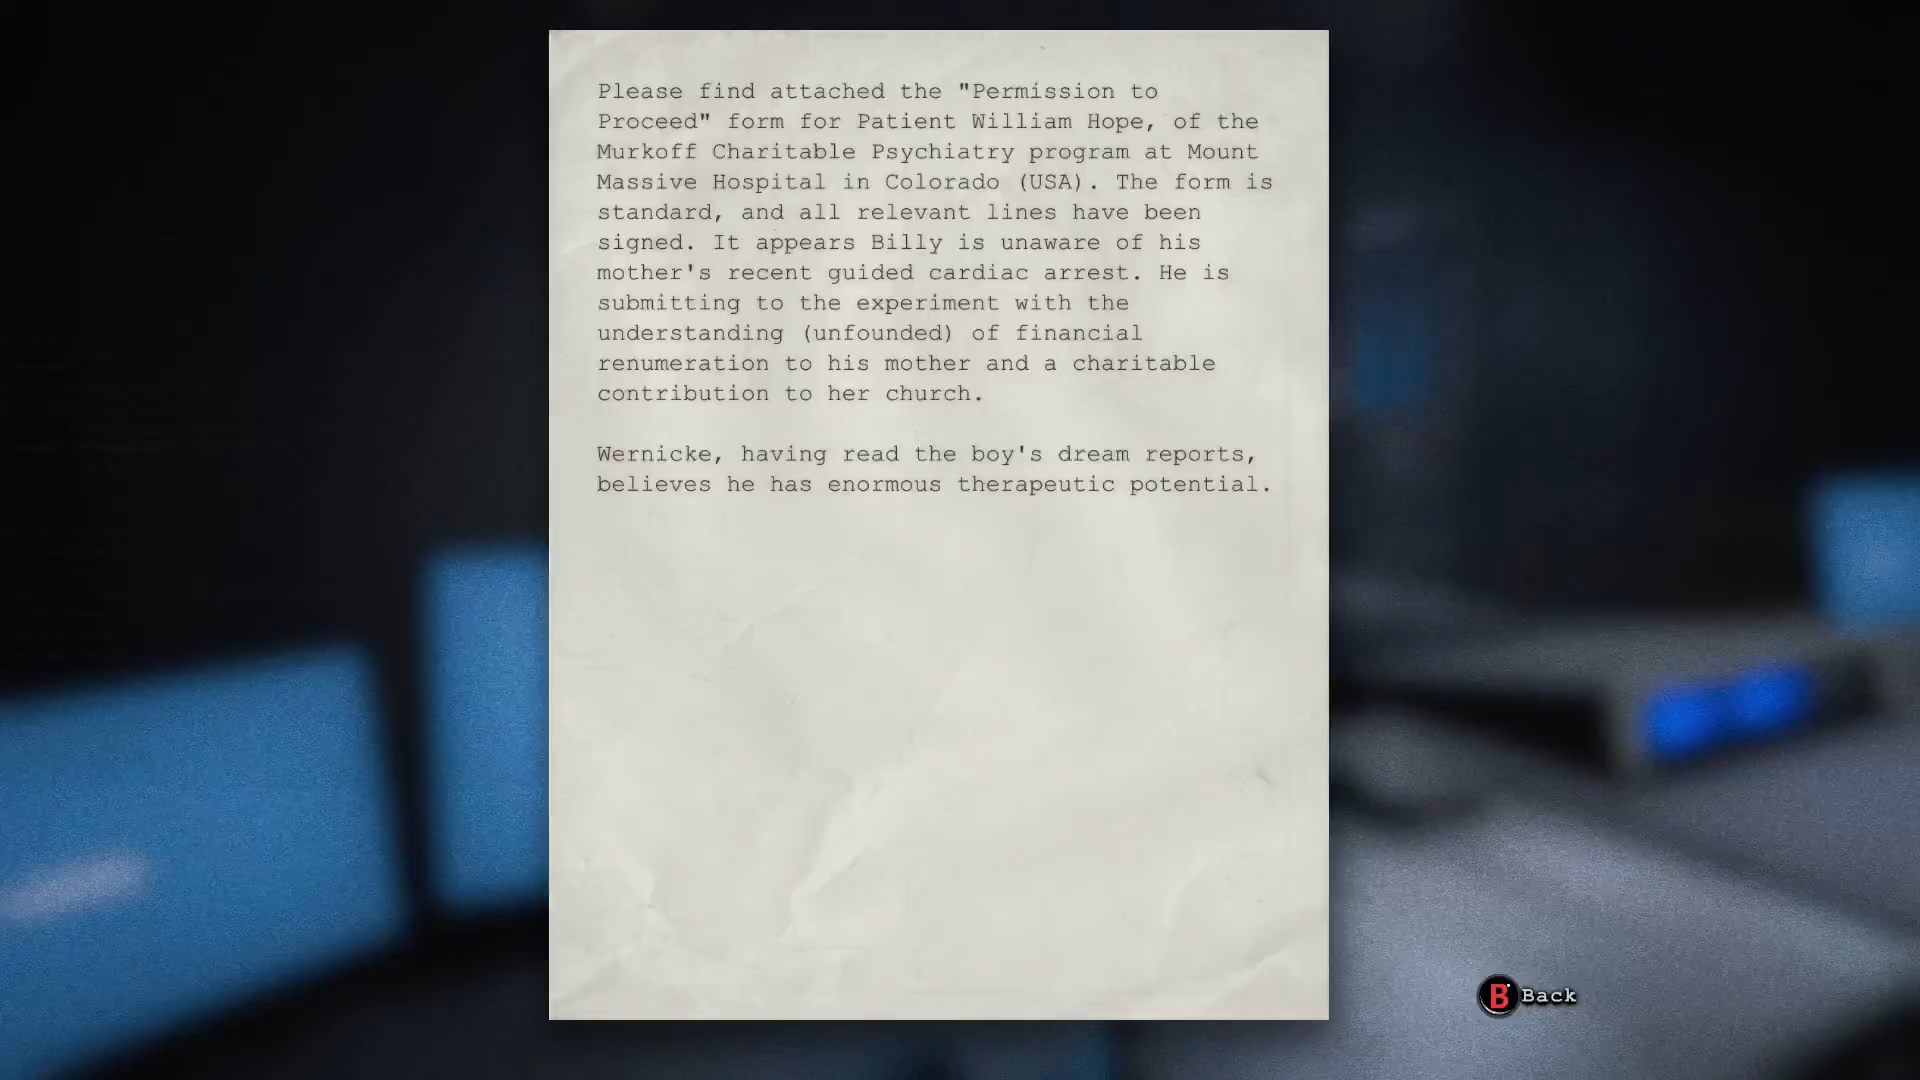 Please find attached the "Permission to
Proceed" form for Patient William Hope, of the
Murkoff Charitable Psychiatry program at Mount
Massive Hospital in Colorado (USA). The form is
standard, and all relevant lines have been
signed. It appears Billy is unaware of his
mother's recent guided cardiac arrest. He is
submitting to the experiment with the
understanding (unfounded) of financial
renumeration to his mother and a charitable
contribution to her church.
Wernicke, having read the boy's dream reports,
believes he has enormous therapeutic potential.
B Back